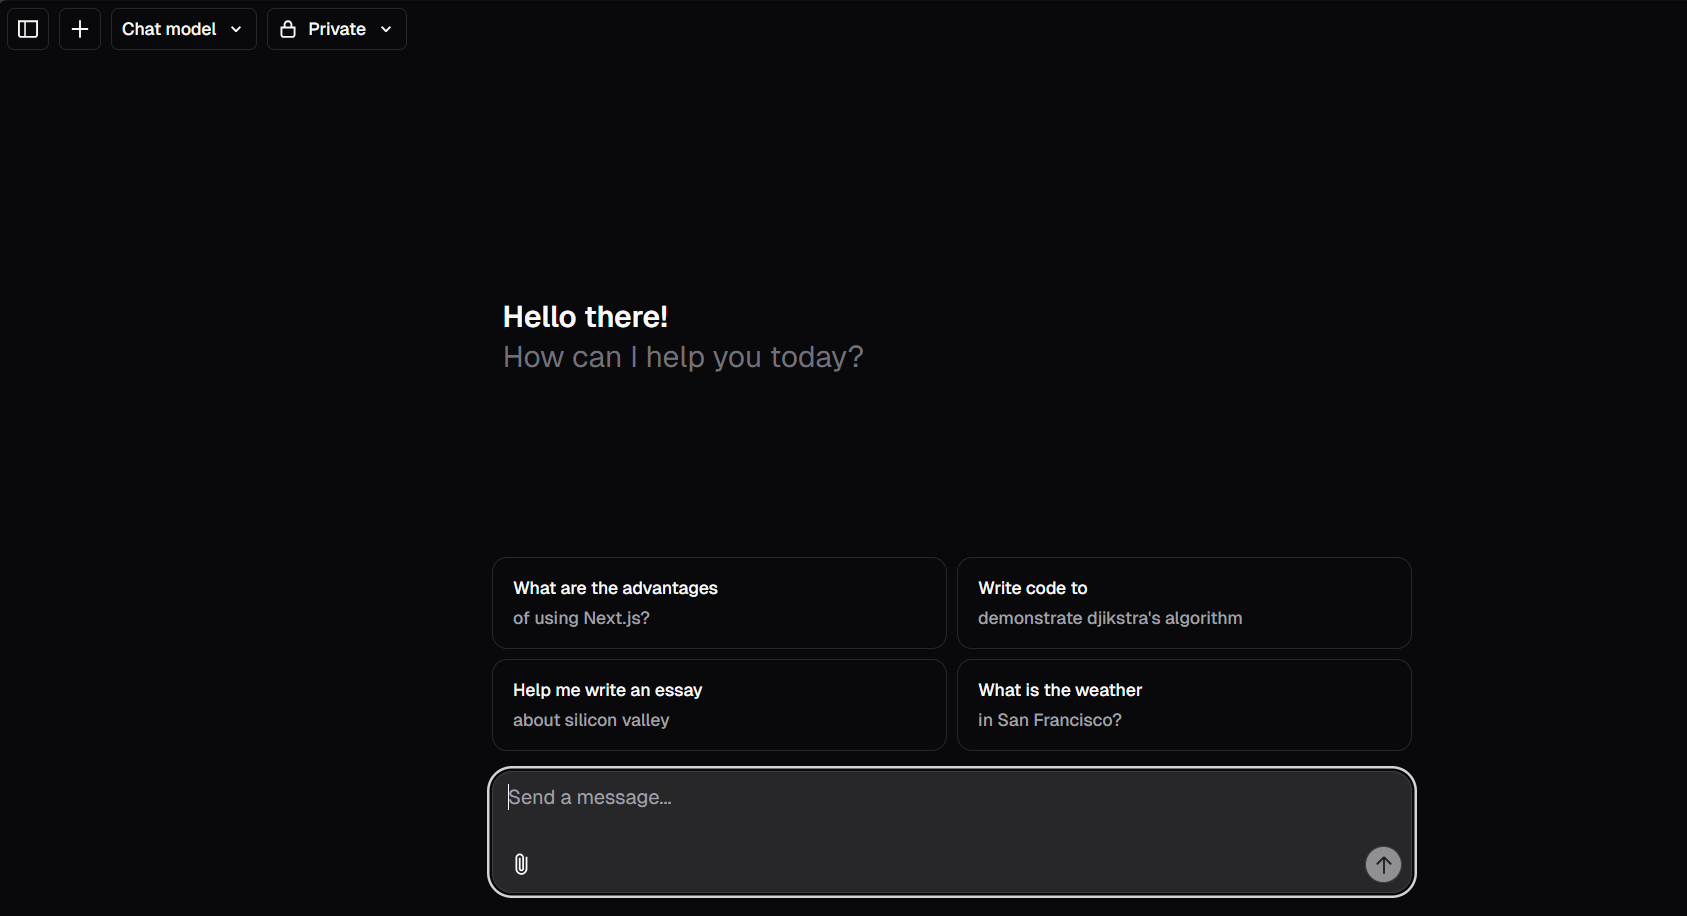 Chat model
Private
Hello there!
How can I help you today?
What are the advantages
of using Next.js?
Write code to
demonstrate djikstra's algorithm
Help me write an essay
about silicon valley
What is the weather
in San Francisco?
Send a message...